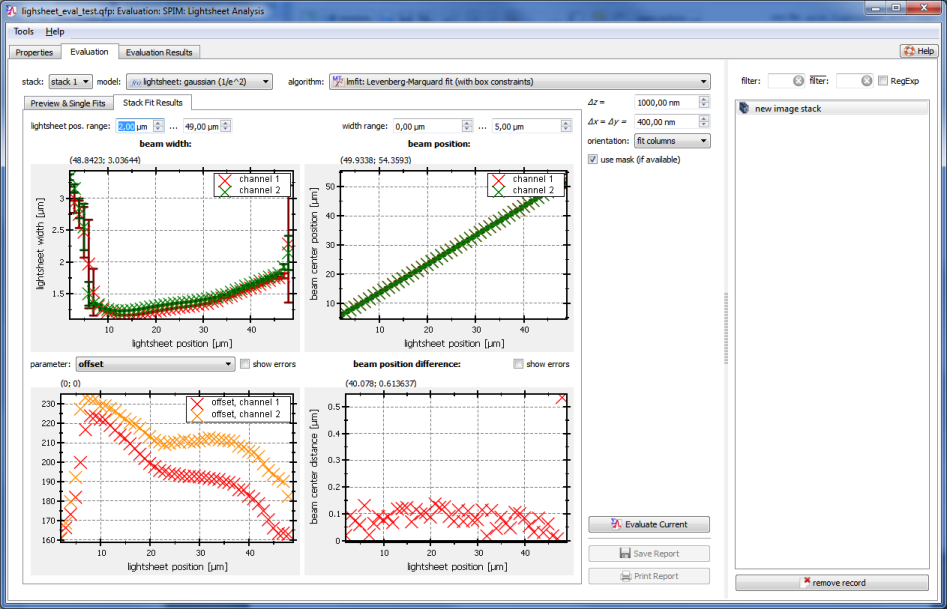 lighsheet_eval_test.qfp: Evaluation: SPIM: Lightsheet Analysis
Tools Help
Properties Evaluation Evaluation Results Help
stack: stack 1 model: f(x) lightsheet: gaussian (1/e^2) algorithm: lmfit: Levenberg-Marquard fit (with box constraints) filter: filter: RegExp
Preview & Single Fits Stack Fit Results
Δz = 1000,00 nm
Δx = Δy = 400,00 nm
orientation: fit columns
use mask (if available)
new image stack
lightsheet pos. range: 2,00 µm ... 49,00 µm width range: 0,00 µm ... 5,00 µm
beam width: beam position:
(48.8423; 3.03644) (49.9338; 54.3593)
channel 1
channel 2
lightsheet width [µm]
3
2.5
2
1.5
10 20 30 40
lightsheet position [µm]
channel 1
channel 2
beam center position [µm]
50
40
30
20
10
10 20 30 40
lightsheet position [µm]
parameter: offset show errors beam position difference: show errors
(0; 0) (40.078; 0.613637)
offset, channel 1
offset, channel 2
230
220
210
200
190
180
170
160
10 20 30 40
lightsheet position [µm]
beam center distance [µm]
0.5
0.4
0.3
0.2
0.1
0
10 20 30 40
lightsheet position [µm]
Evaluate Current
Save Report
Print Report
remove record